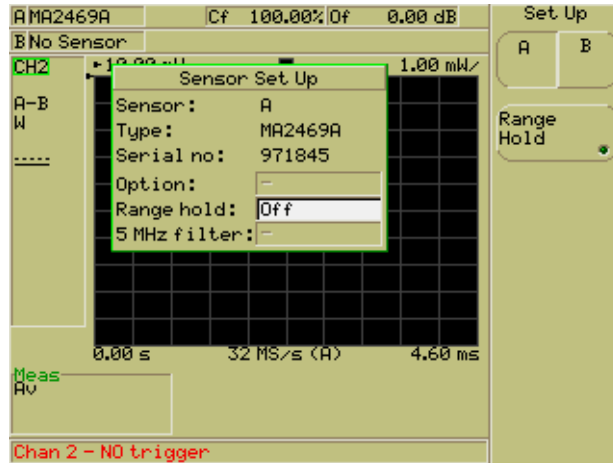 A MA2469A Cf 100.00% Of 0.00 dB
B No Sensor
CH2
1.00 mW/
A-B
W
-----
Sensor Set Up
Sensor: A
Type: MA2469A
Serial no: 971845
Option: -
Range hold: Off
5 MHz filter: -
0.00 s 32 MS/s (A) 4.60 ms
Meas
Av
Chan 2 - NO trigger
Set Up
A B
Range
Hold